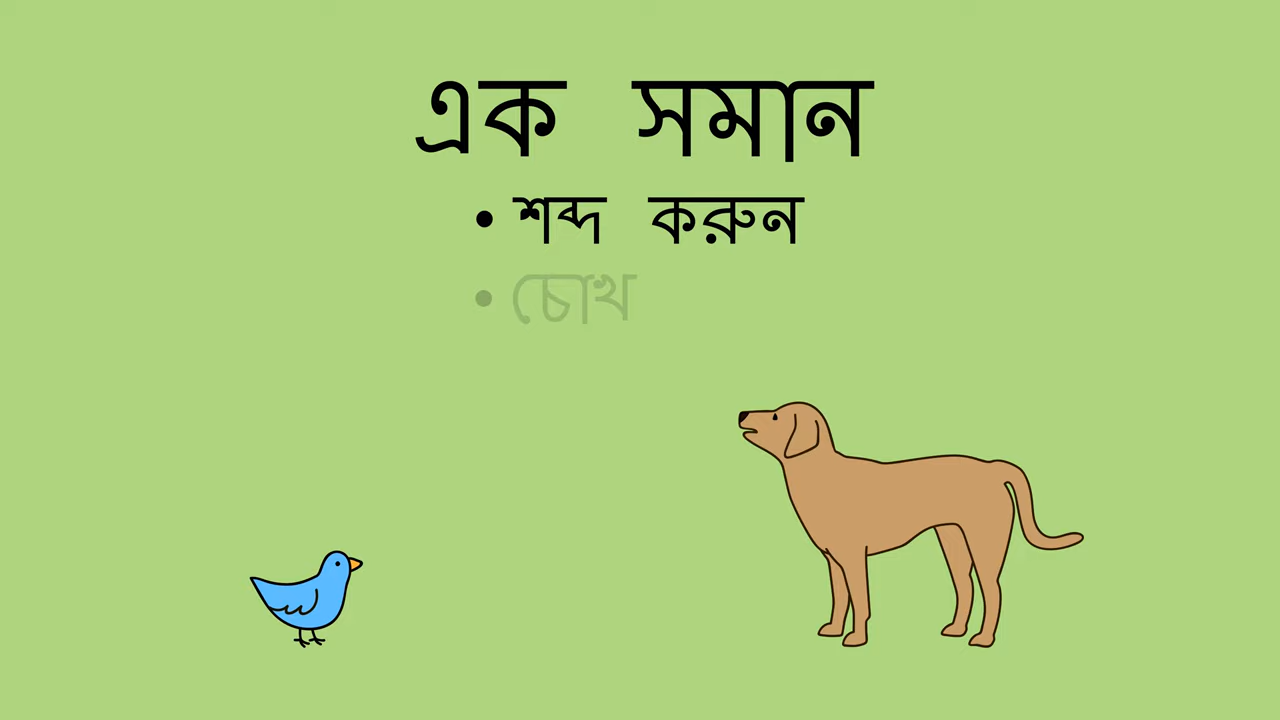 এক সমান
• শব্দ করুন
• চোখ